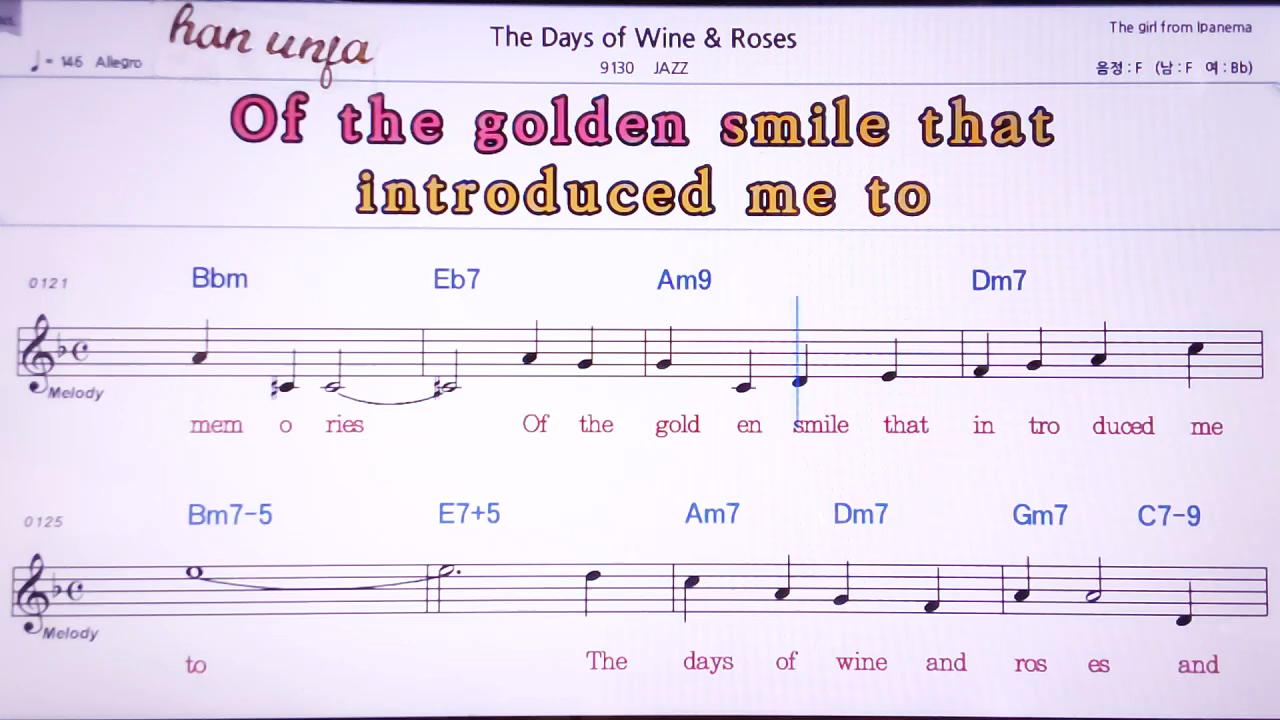 han unja
The Days of Wine & Roses
The girl from Ipanema
♩= 146 Allegro
9130 JAZZ
음정 : F (남 : F 여 : Bb)
Of the golden smile that
introduced me to
0121 Bbm Eb7 Am9 Dm7
Melody
mem o ries Of the gold en smile that in tro duced me
0125 Bm7-5 E7+5 Am7 Dm7 Gm7 C7-9
Melody
to The days of wine and ros es and